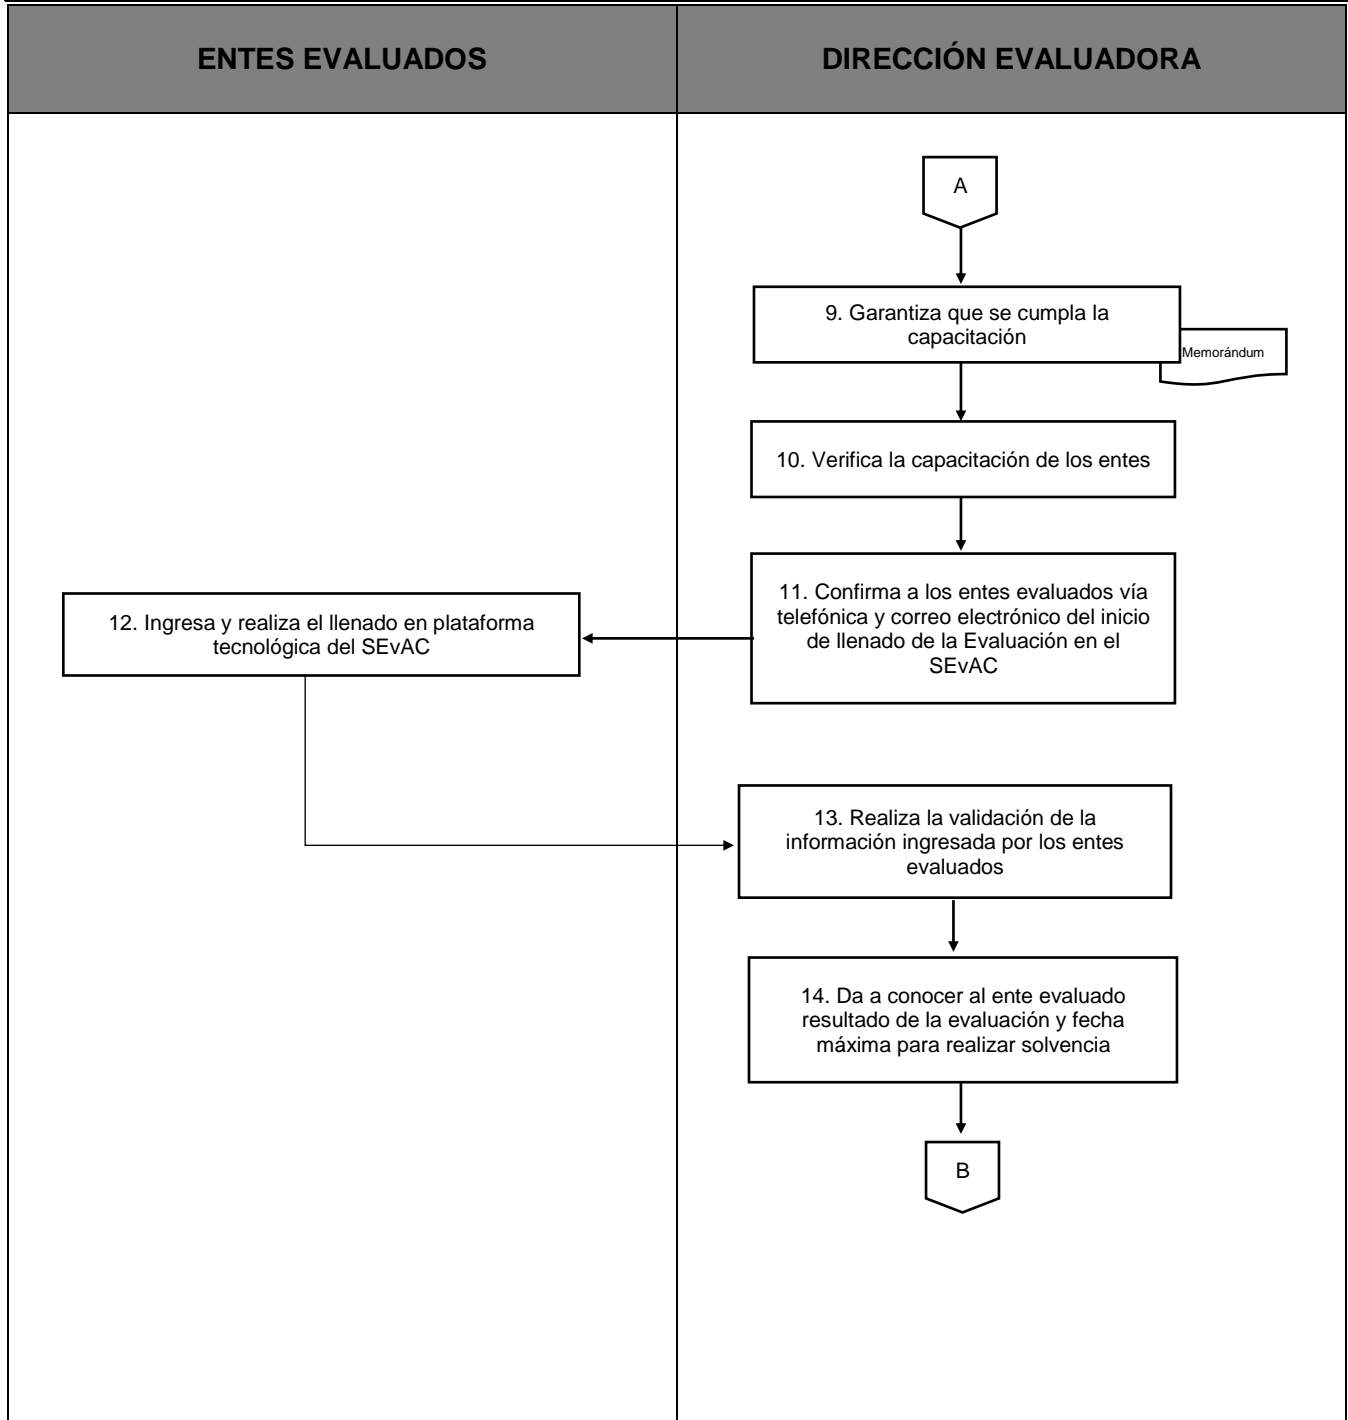 ENTES EVALUADOS
DIRECCIÓN EVALUADORA
A
9. Garantiza que se cumpla la
capacitación
Memorándum
10. Verifica la capacitación de los entes
11. Confirma a los entes evaluados vía
telefónica y correo electrónico del inicio
de llenado de la Evaluación en el
SEvAC
12. Ingresa y realiza el llenado en plataforma
tecnológica del SEvAC
13. Realiza la validación de la
información ingresada por los entes
evaluados
14. Da a conocer al ente evaluado
resultado de la evaluación y fecha
máxima para realizar solvencia
B